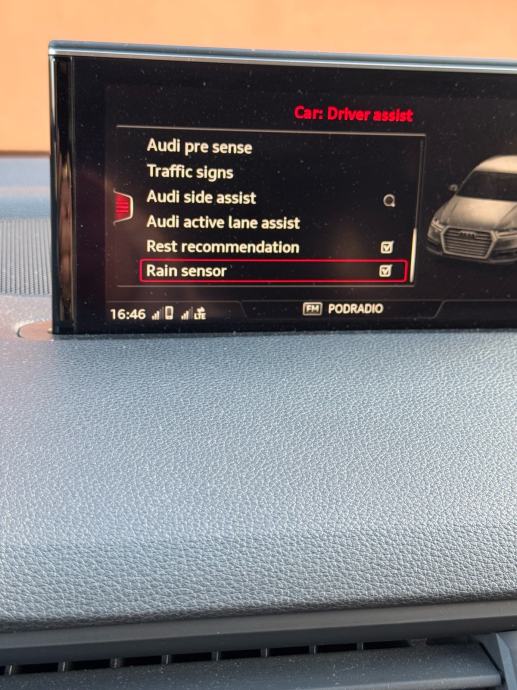 Car: Driver assist
Audi pre sense
Traffic signs
Audi side assist
Audi active lane assist
Rest recommendation
Rain sensor
16:46 LTE FM PODRADIO